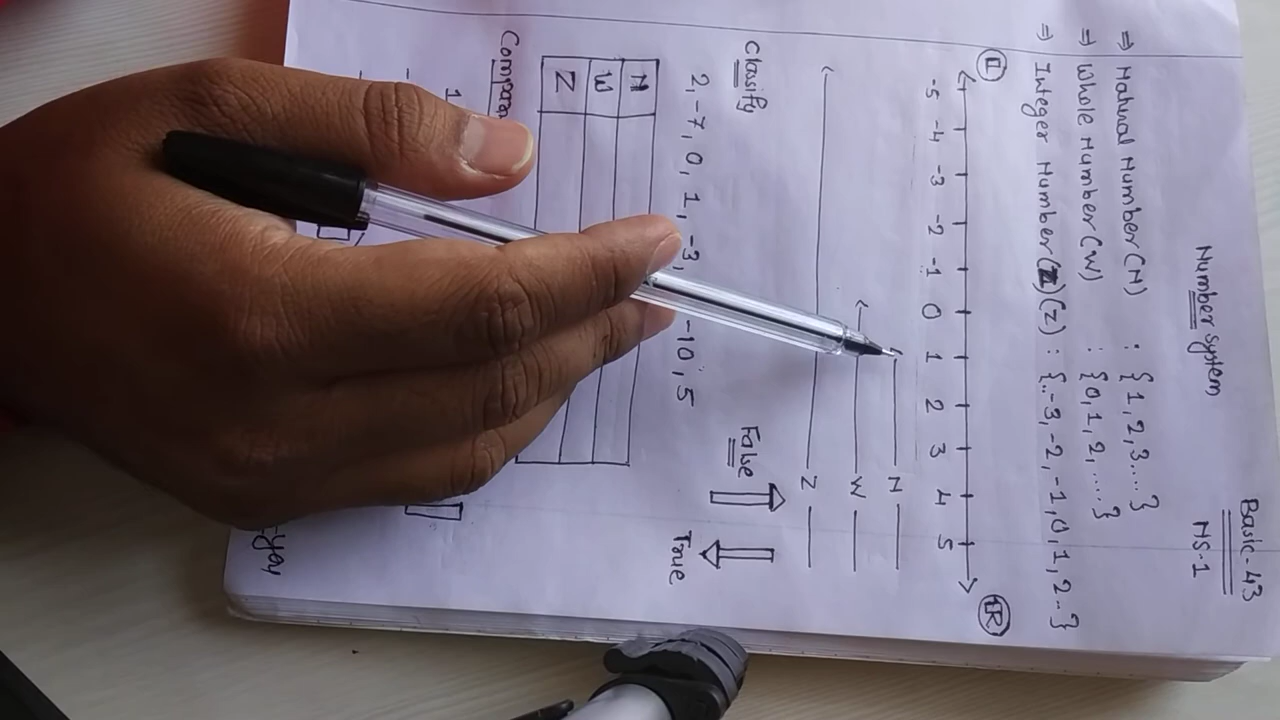 Basic-43
NS-1
Number System
⇒ Natural Number(N) : {1,2,3....}
⇒ Whole Number(W) : {0,1,2,....}
⇒ Integer Number(Z) : {..-3,-2,-1,0,1,2..}
L -5 -4 -3 -2 -1 0 1 2 3 4 5 R
N
W
Z
Classify False True
2, -7, 0, 1, -3, -10, 5
N
W
Z